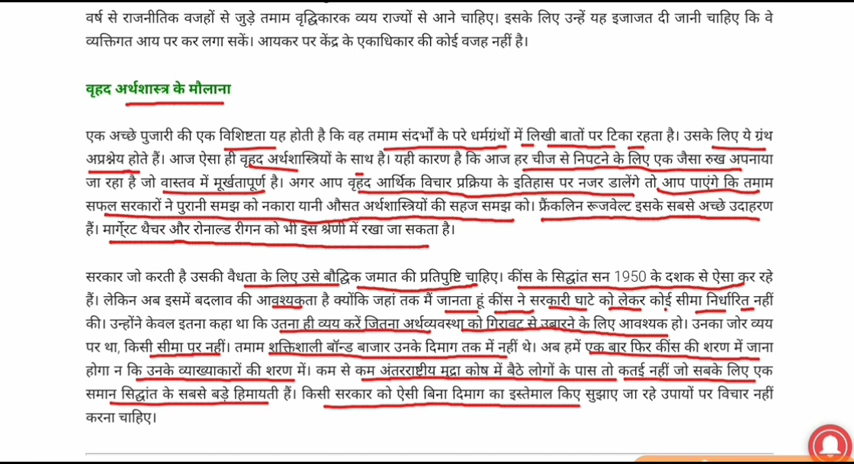 वर्ष से राजनीतिक वजहों से जुड़े तमाम वृद्धिकारक व्यय राज्यों से आने चाहिए। इसके लिए उन्हें यह इजाजत दी जानी चाहिए कि वे
व्यक्तिगत आय पर कर लगा सकें। आयकर पर केंद्र के एकाधिकार की कोई वजह नहीं है।
वृहद अर्थशास्त्र के मौलाना
एक अच्छे पुजारी की एक विशिष्टता यह होती है कि वह तमाम संदर्भों के परे धर्मग्रंथों में लिखी बातों पर टिका रहता है। उसके लिए ये ग्रंथ
अप्रश्नेय होते हैं। आज ऐसा ही वृहद अर्थशास्त्रियों के साथ है। यही कारण है कि आज हर चीज से निपटने के लिए एक जैसा रुख अपनाया
जा रहा है जो वास्तव में मूर्खतापूर्ण है। अगर आप वृहद आर्थिक विचार प्रक्रिया के इतिहास पर नजर डालेंगे तो आप पाएंगे कि तमाम
सफल सरकारों ने पुरानी समझ को नकारा यानी औसत अर्थशास्त्रियों की सहज समझ को। फ्रैंकलिन रूजवेल्ट इसके सबसे अच्छे उदाहरण
हैं। मार्गे्रट थैचर और रोनाल्ड रीगन को भी इस श्रेणी में रखा जा सकता है।
सरकार जो करती है उसकी वैधता के लिए उसे बौद्घिक जमात की प्रतिपुष्टि चाहिए। कींस के सिद्घांत सन 1950 के दशक से ऐसा कर रहे
हैं। लेकिन अब इसमें बदलाव की आवश्यकता है क्योंकि जहां तक मैं जानता हूं कींस ने सरकारी घाटे को लेकर कोई सीमा निर्धारित नहीं
की। उन्होंने केवल इतना कहा था कि उतना ही व्यय करें जितना अर्थव्यवस्था को गिरावट से उबारने के लिए आवश्यक हो। उनका जोर व्यय
पर था, किसी सीमा पर नहीं। तमाम शक्तिशाली बॉन्ड बाजार उनके दिमाग तक में नहीं थे। अब हमें एक बार फिर कींस की शरण में जाना
होगा न कि उनके व्याख्याकारों की शरण में। कम से कम अंतरराष्ट्रीय मुद्रा कोष में बैठे लोगों के पास तो कतई नहीं जो सबके लिए एक
समान सिद्घांत के सबसे बड़े हिमायती हैं। किसी सरकार को ऐसी बिना दिमाग का इस्तेमाल किए सुझाए जा रहे उपायों पर विचार नहीं
करना चाहिए।